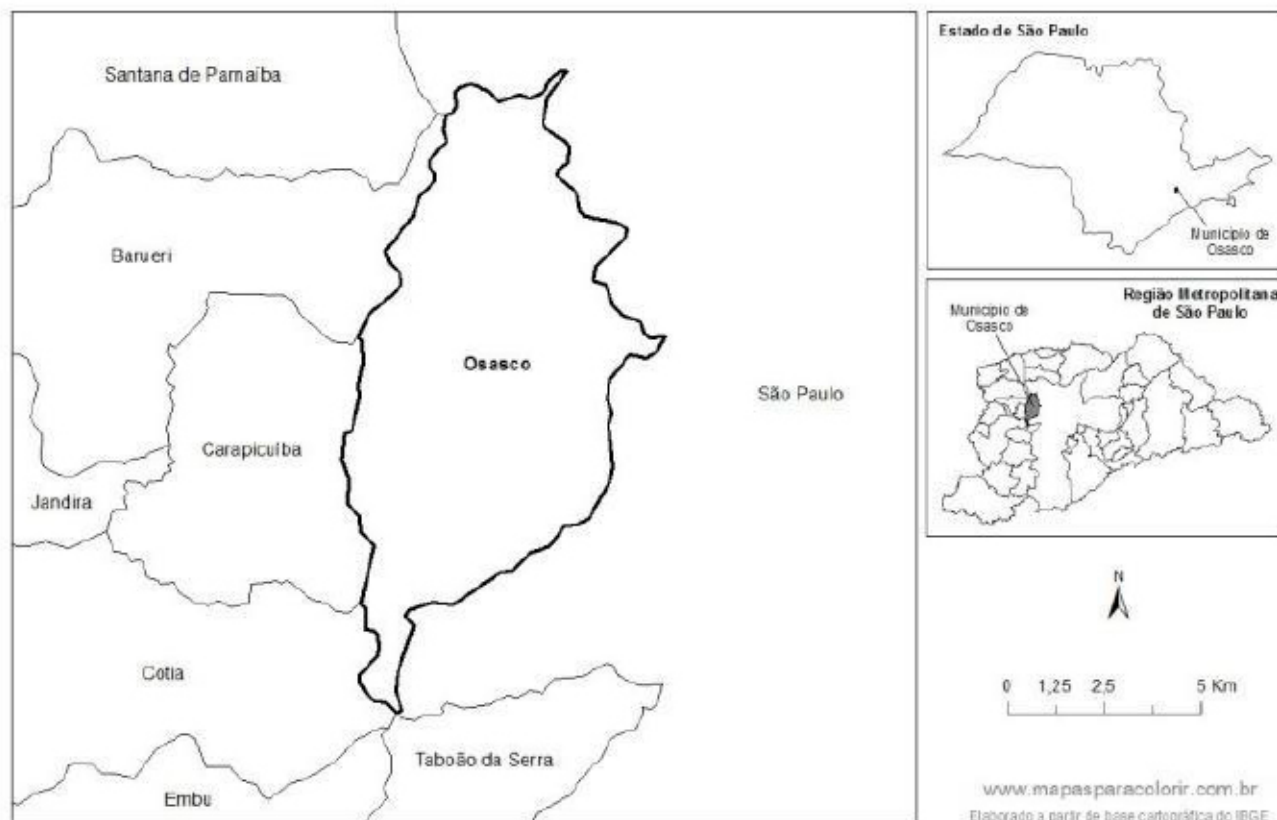 Santana de Parnaíba
Barueri
Osasco
São Paulo
Carapicuíba
Jandira
Cotia
Taboão da Serra
Embu
Estado de São Paulo
Município de
Osasco
Região Metropolitana
de São Paulo
Município de
Osasco
N
0 1,25 2,5 5 Km
www.mapasparacolorir.com.br
Elaborado a partir de base cartográfica do IBGE